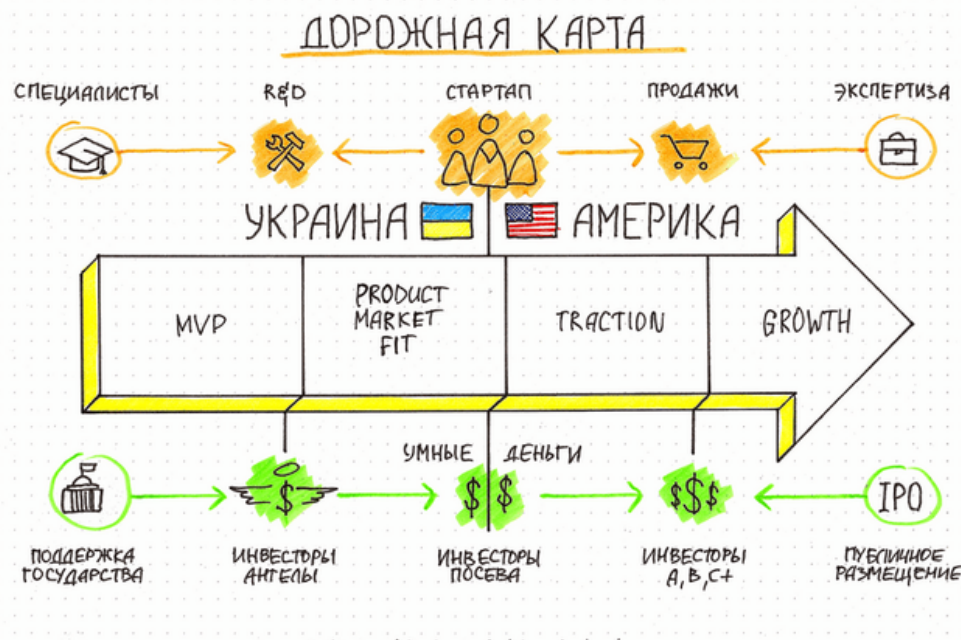 ДОРОЖНАЯ КАРТА
СПЕЦИАЛИСТЫ
R&D
СТАРТАП
ПРОДАЖИ
ЭКСПЕРТИЗА
УКРАИНА
АМЕРИКА
MVP
PRODUCT
MARKET
FIT
TRACTION
GROWTH
УМНЫЕ ДЕНЬГИ
$
$ $
$$$
IPO
ПОДДЕРЖКА
ГОСУДАРСТВА
ИНВЕСТОРЫ
АНГЕЛЫ
ИНВЕСТОРЫ
ПОСЕВА
ИНВЕСТОРЫ
A, B, C+
ПУБЛИЧНОЕ
РАЗМЕЩЕНИЕ